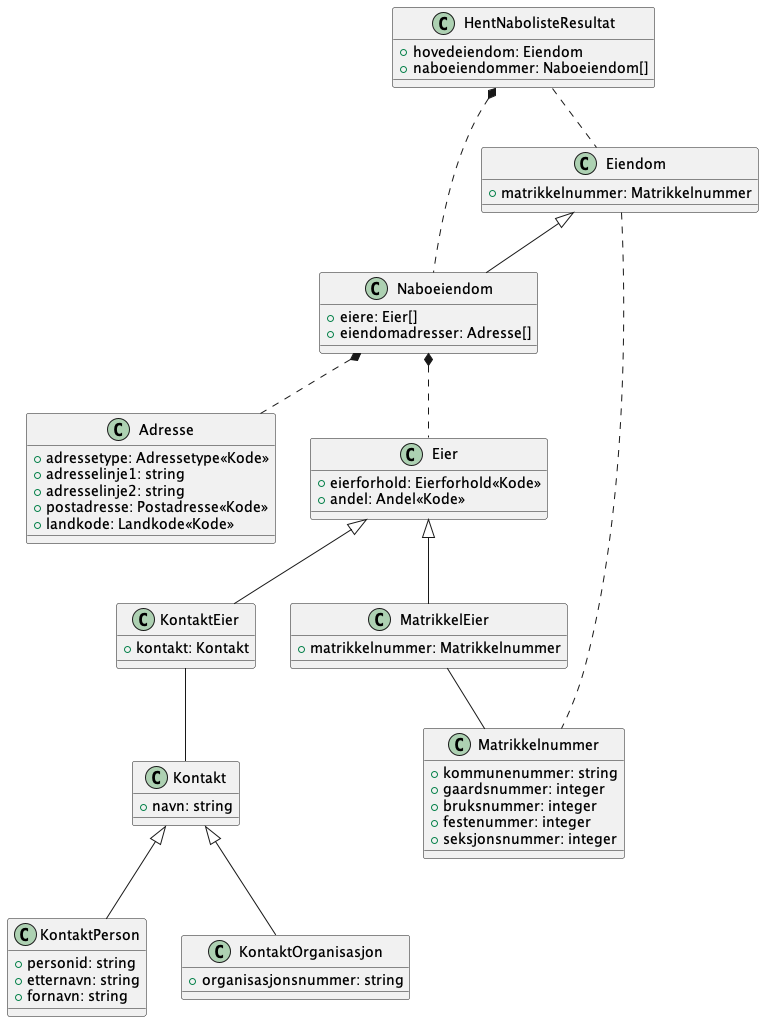 C HentNabolisteResultat
hovedeiendom: Eiendom
naboeiendommer: Naboeiendom[]
C Eiendom
matrikkelnummer: Matrikkelnummer
C Naboeiendom
eiere: Eier[]
eiendomadresser: Adresse[]
C Adresse
adressetype: Adressetype«Kode»
adresselinje1: string
adresselinje2: string
postadresse: Postadresse«Kode»
landkode: Landkode«Kode»
C Eier
eierforhold: Eierforhold«Kode»
andel: Andel«Kode»
C KontaktEier
kontakt: Kontakt
C MatrikkelEier
matrikkelnummer: Matrikkelnummer
C Matrikkelnummer
kommunenummer: string
gaardsnummer: integer
bruksnummer: integer
festenummer: integer
seksjonsnummer: integer
C Kontakt
navn: string
C KontaktPerson
personid: string
etternavn: string
fornavn: string
C KontaktOrganisasjon
organisasjonsnummer: string